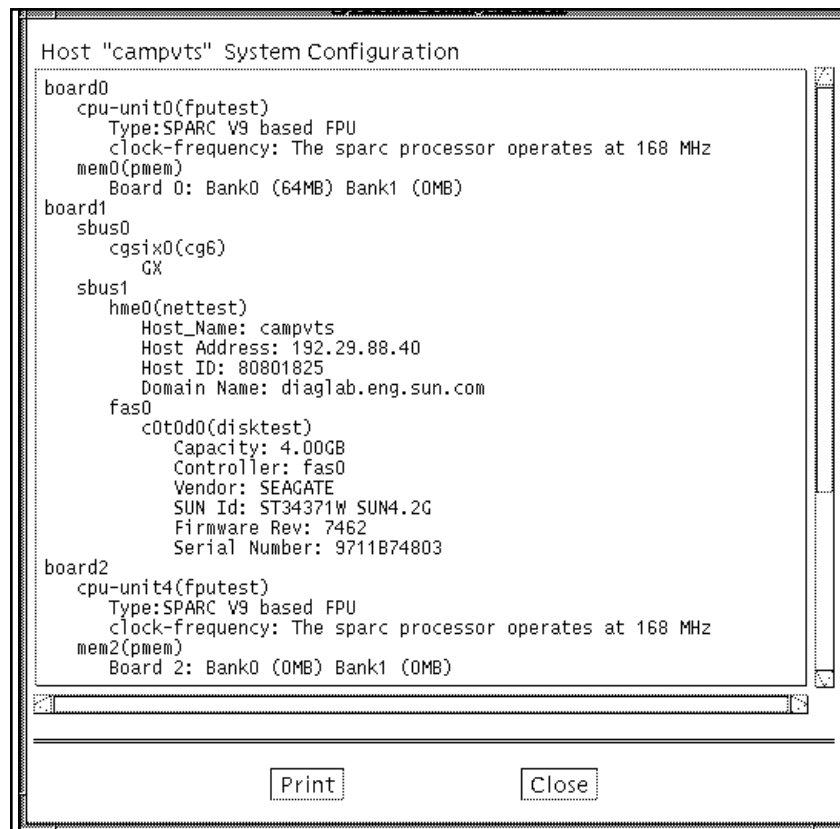 Host "campvts" System Configuration
board0
cpu-unit0(fputest)
Type:SPARC V9 based FPU
clock-frequency: The sparc processor operates at 168 MHz
mem0(pmem)
Board 0: Bank0 (64MB) Bank1 (0MB)
board1
sbus0
cgsix0(cg6)
GX
sbus1
hme0(nettest)
Host_Name: campvts
Host Address: 192.29.88.40
Host ID: 80801825
Domain Name: diaglab.eng.sun.com
fas0
c0t0d0(disktest)
Capacity: 4.00GB
Controller: fas0
Vendor: SEAGATE
SUN Id: ST34371W SUN4.2G
Firmware Rev: 7462
Serial Number: 9711B74803
board2
cpu-unit4(fputest)
Type:SPARC V9 based FPU
clock-frequency: The sparc processor operates at 168 MHz
mem2(pmem)
Board 2: Bank0 (0MB) Bank1 (0MB)
Print Close